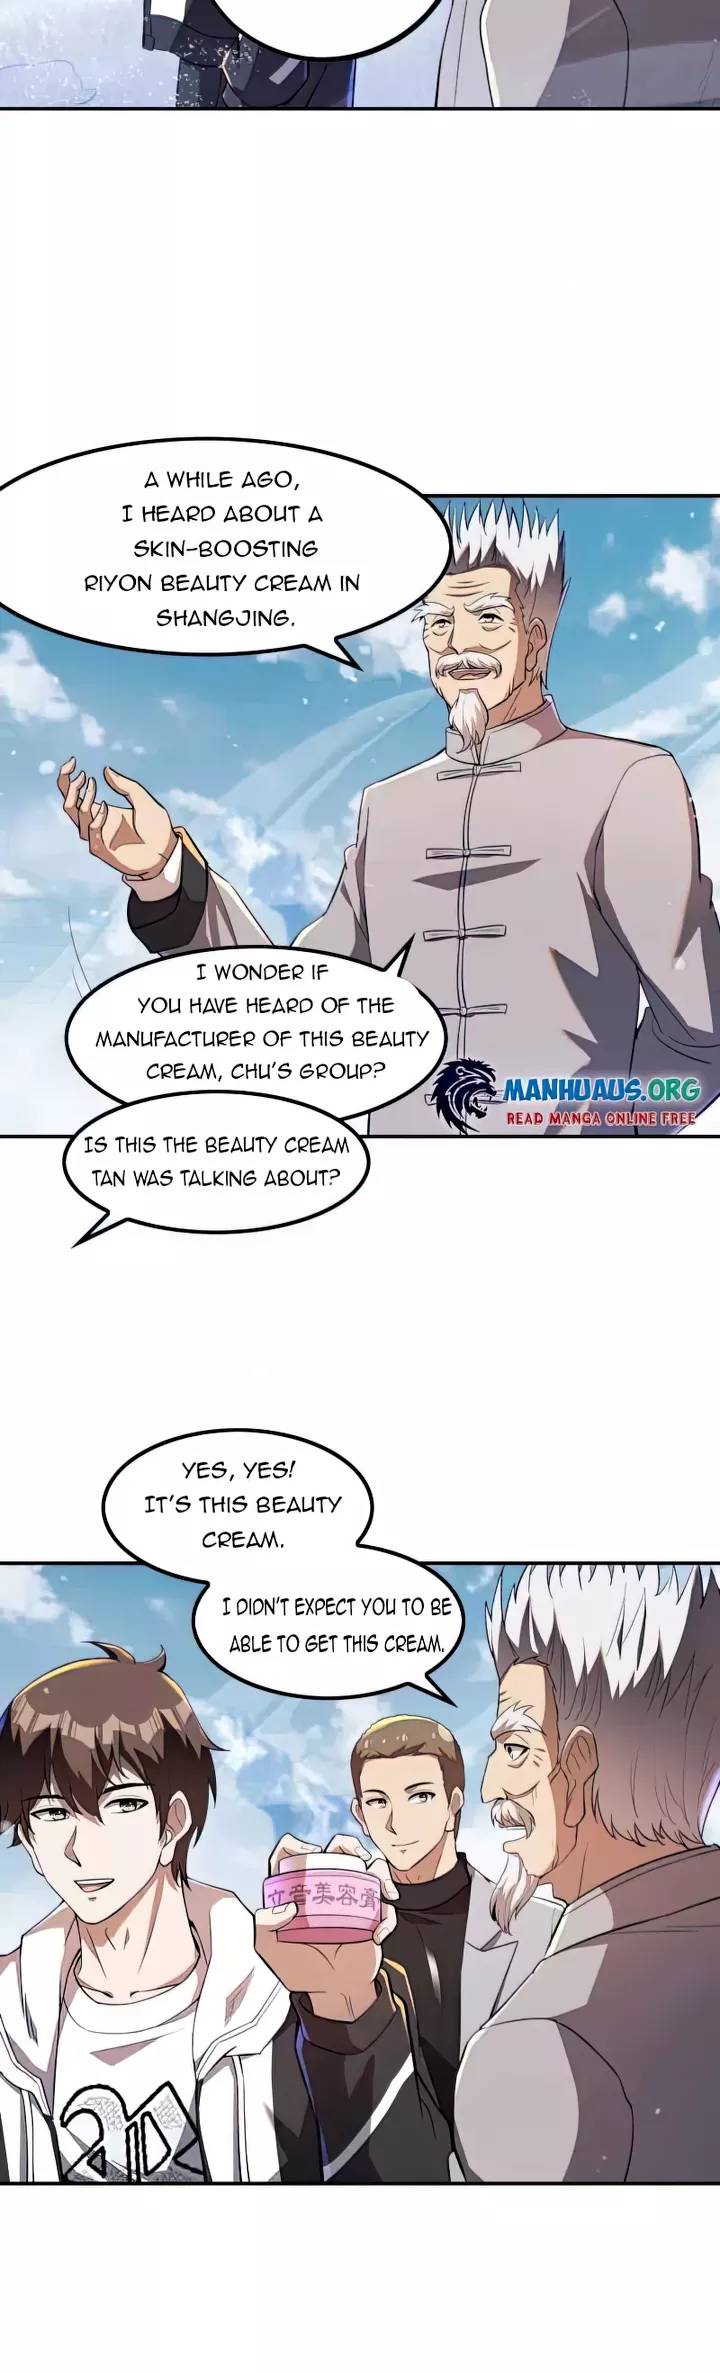 A WHILE AGO,
I HEARD ABOUT A
SKIN-BOOSTING
RIYON BEAUTY CREAM IN
SHANGJING.
I WONDER IF
YOU HAVE HEARD OF THE
MANUFACTURER OF THIS BEAUTY
CREAM, CHU'S GROUP?
MANHUAUS.ORG
READ MANGA ONLINE FREE
IS THIS THE BEAUTY CREAM
TAN WAS TALKING ABOUT?
YES, YES!
IT'S THIS BEAUTY
CREAM.
I DIDN'T EXPECT YOU TO BE
ABLE TO GET THIS CREAM.
立音美容膏